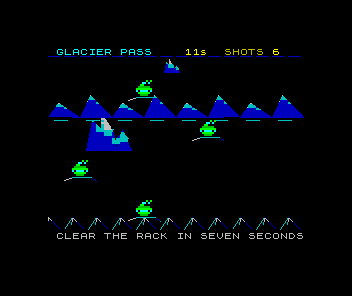 GLACIER PASS 11s SHOTS 6
CLEAR THE RACK IN SEVEN SECONDS